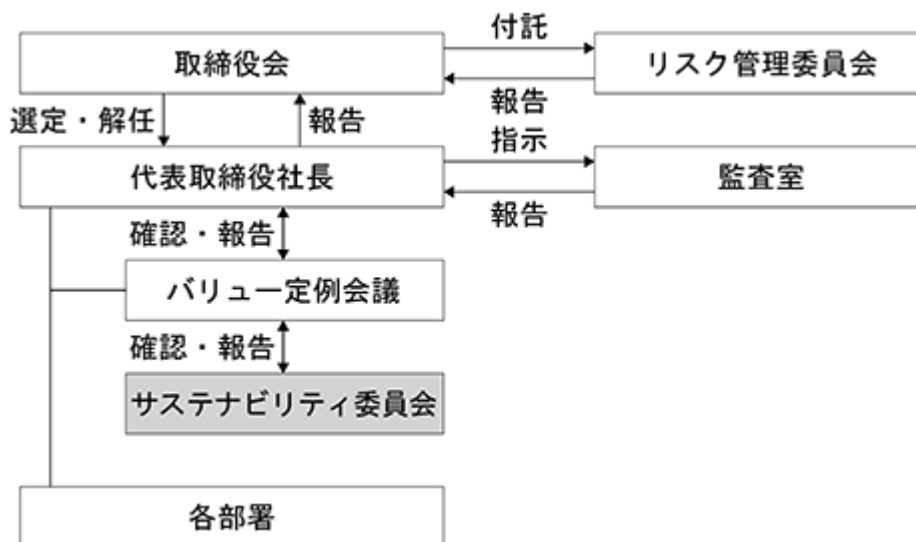 取締役会
付託
リスク管理委員会
報告
選定・解任
報告
代表取締役社長
指示
監査室
報告
確認・報告
バリュー定例会議
確認・報告
サステナビリティ委員会
各部署